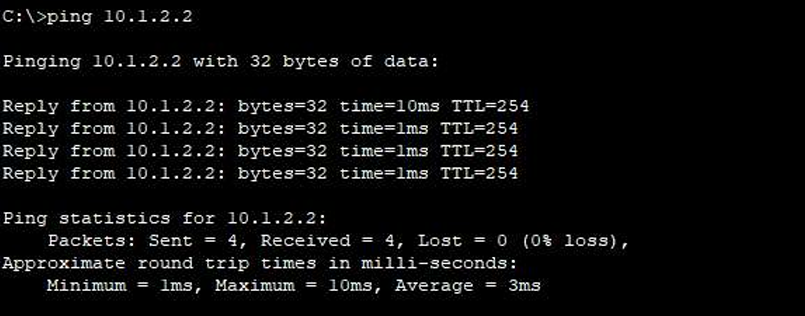 C:\>ping 10.1.2.2
Pinging 10.1.2.2 with 32 bytes of data:
Reply from 10.1.2.2: bytes=32 time=10ms TTL=254
Reply from 10.1.2.2: bytes=32 time=1ms TTL=254
Reply from 10.1.2.2: bytes=32 time=1ms TTL=254
Reply from 10.1.2.2: bytes=32 time=1ms TTL=254
Ping statistics for 10.1.2.2:
    Packets: Sent = 4, Received = 4, Lost = 0 (0% loss),
Approximate round trip times in milli-seconds:
    Minimum = 1ms, Maximum = 10ms, Average = 3ms